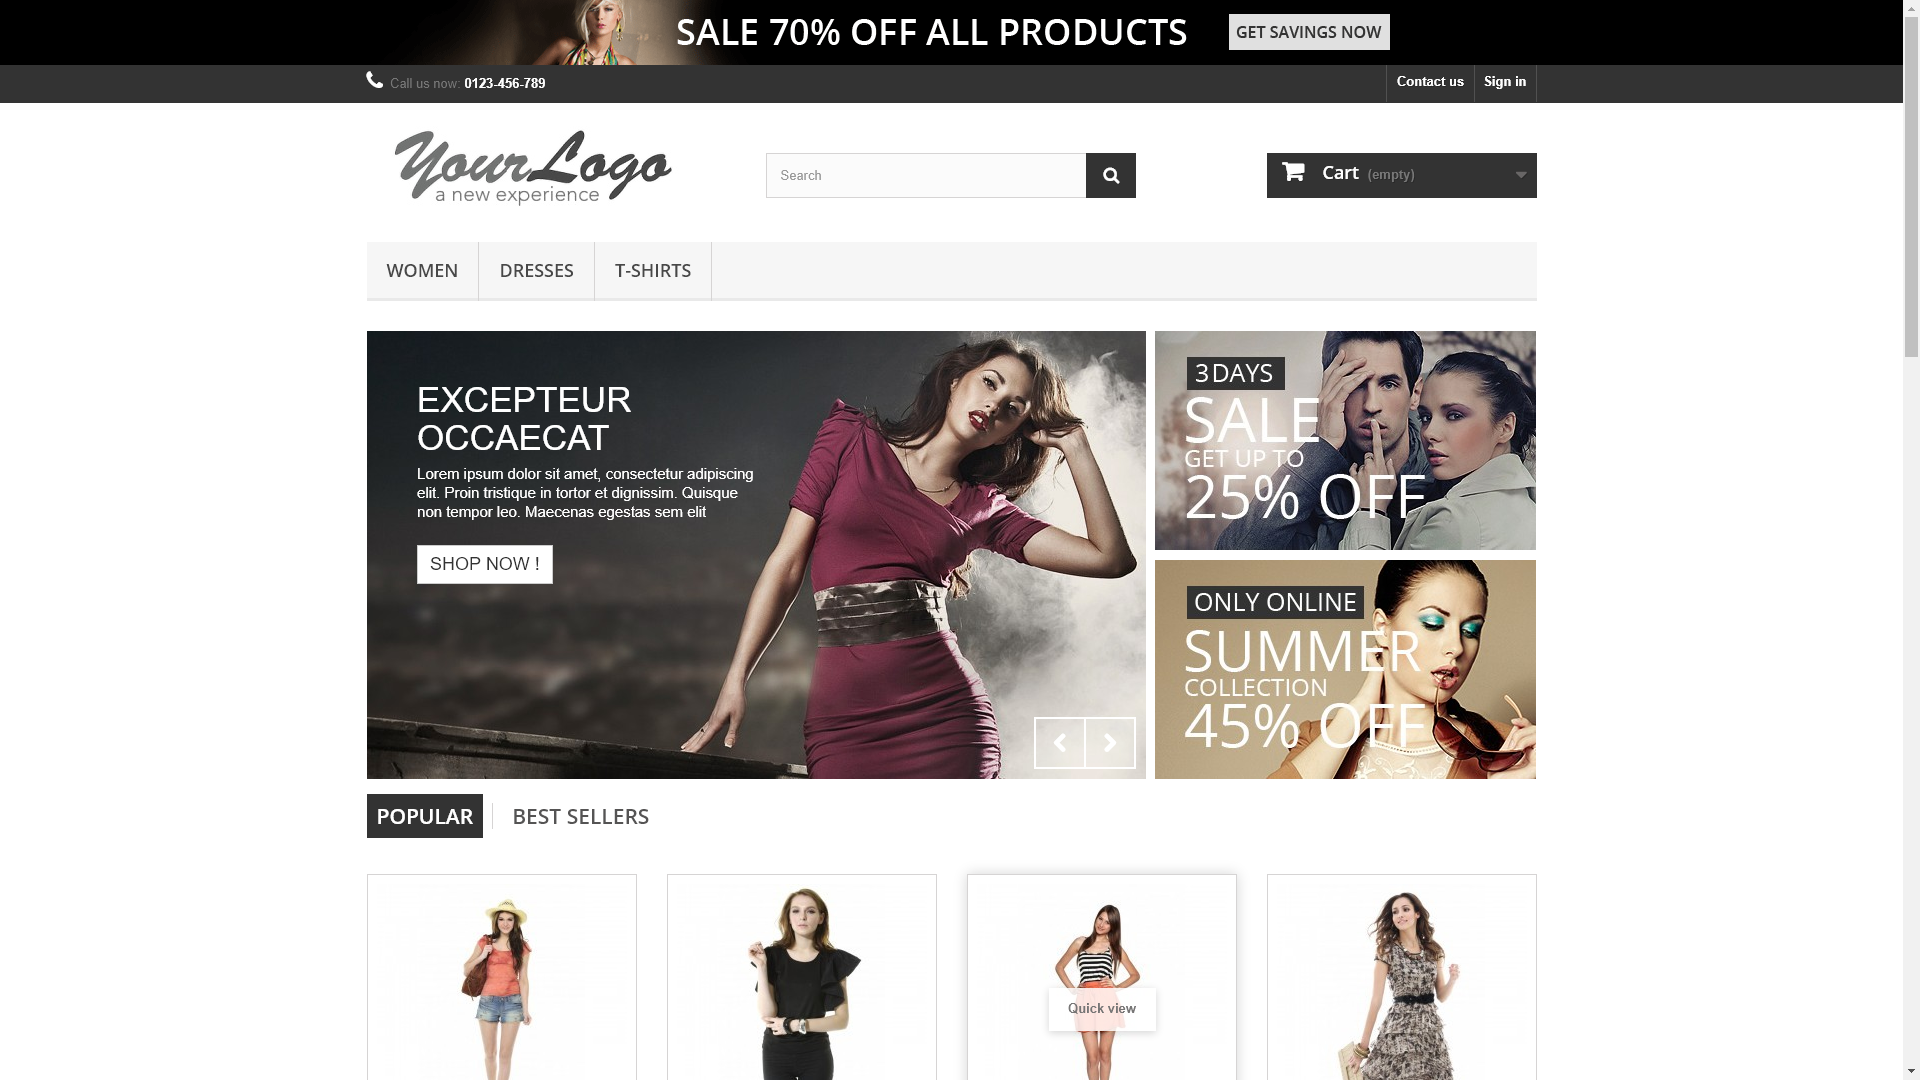 SALE 70% OFF ALL PRODUCTS GET SAVINGS NOW
Call us now: 0123-456-789 Contact us Sign in
YourLogo
a new experience
Search
Cart (empty)
WOMEN DRESSES T-SHIRTS
EXCEPTEUR
OCCAECAT
Lorem ipsum dolor sit amet, consectetur adipiscing
elit. Proin tristique in tortor et dignissim. Quisque
non tempor leo. Maecenas egestas sem elit
SHOP NOW !
3 DAYS
SALE
GET UP TO
25% OFF
ONLY ONLINE
SUMMER
COLLECTION
45% OFF
POPULAR BEST SELLERS
Quick view